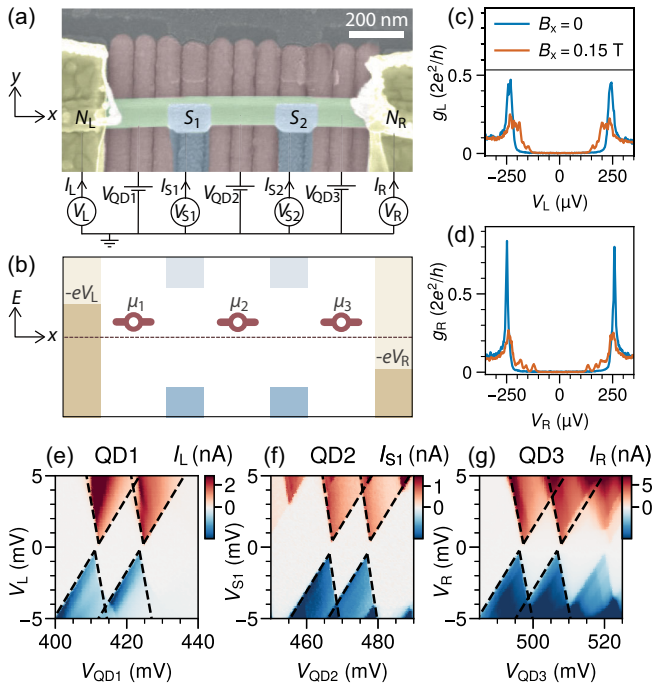 (a)
200 nm
y
x
N_L
S_1
S_2
N_R
I_L
V_QD1
I_S1
V_QD2
I_S2
V_QD3
I_R
V_L
V_S1
V_S2
V_R
(b)
E
x
-eV_L
μ_1
μ_2
μ_3
-eV_R
(c)
B_x = 0
B_x = 0.15 T
g_L (2e²/h)
0.5
0
−250
0
250
V_L (μV)
(d)
g_R (2e²/h)
0.5
0
−250
0
250
V_R (μV)
(e) QD1 I_L (nA)
2
0
V_L (mV)
5
0
-5
400
420
440
V_QD1 (mV)
(f) QD2 I_S1 (nA)
1
0
V_S1 (mV)
5
0
-5
460
480
V_QD2 (mV)
(g) QD3 I_R (nA)
5
0
V_R (mV)
5
0
-5
500
520
V_QD3 (mV)